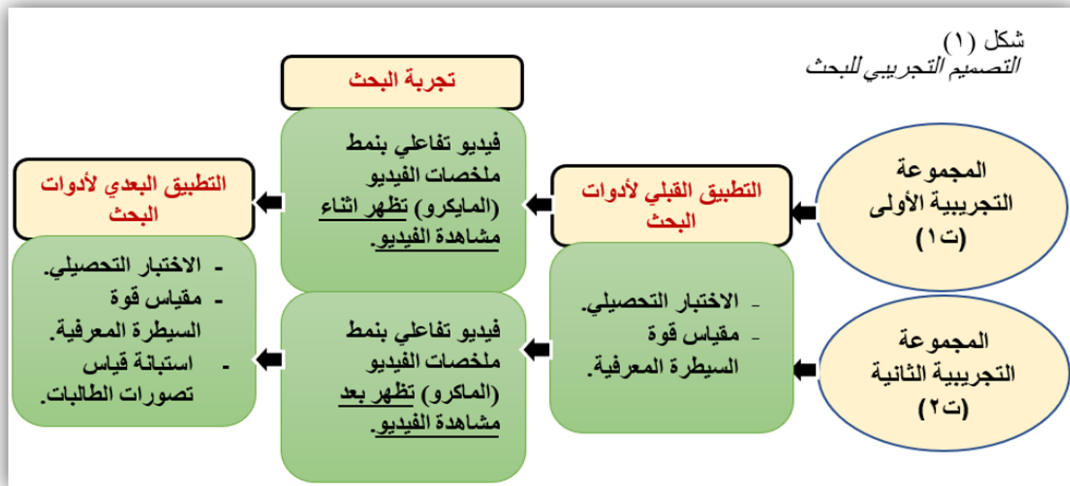 شكل (١)
التصميم التجريبي للبحث
المجموعة
التجريبية الأولى
(ت١)
المجموعة
التجريبية الثانية
(ت٢)
التطبيق القبلي لأدوات
البحث
- الاختبار التحصيلي.
- مقياس قوة
السيطرة المعرفية.
تجربة البحث
فيديو تفاعلي بنمط
ملخصات الفيديو
(المايكرو) تظهر اثناء
مشاهدة الفيديو.
فيديو تفاعلي بنمط
ملخصات الفيديو
(الماكرو) تظهر بعد
مشاهدة الفيديو.
التطبيق البعدي لأدوات
البحث
- الاختبار التحصيلي.
- مقياس قوة
السيطرة المعرفية.
- استبانة قياس
تصورات الطالبات.